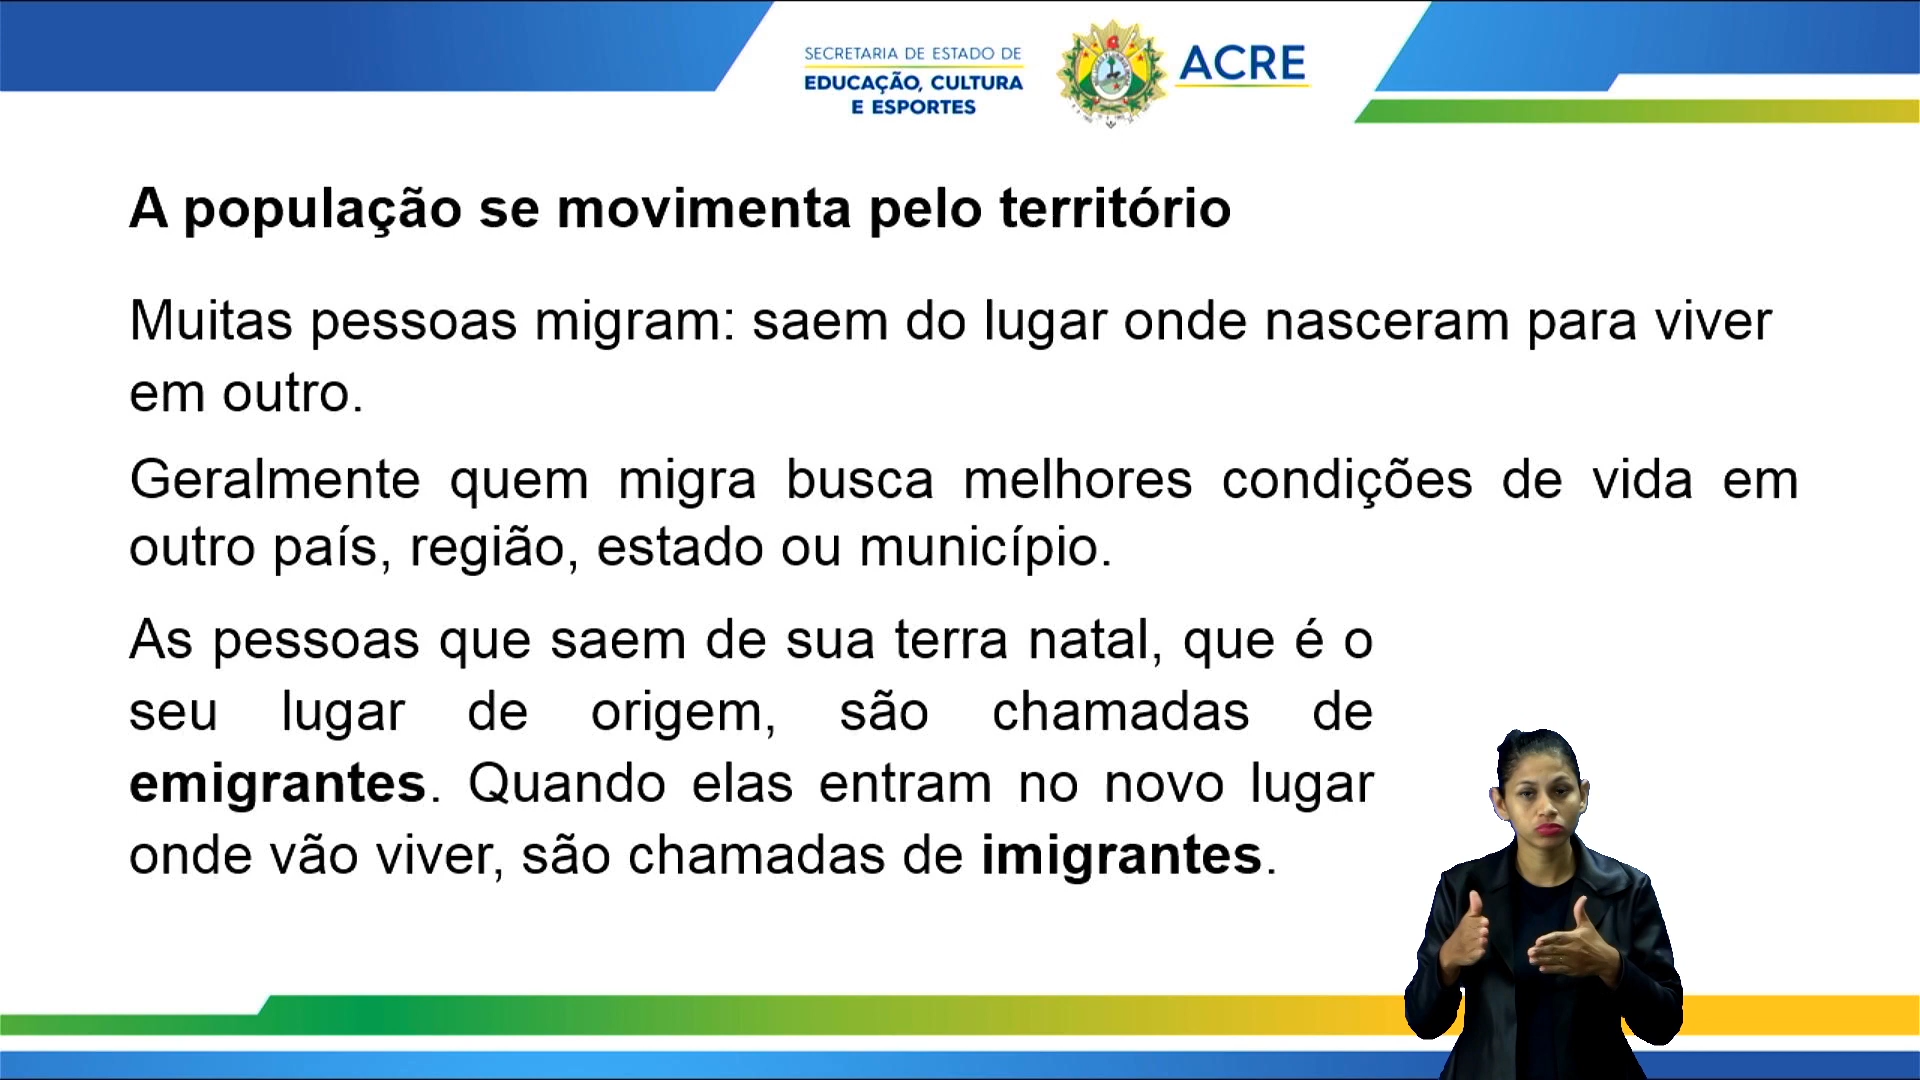 SECRETARIA DE ESTADO DE
EDUCAÇÃO, CULTURA
E ESPORTES
ACRE
A população se movimenta pelo território
Muitas pessoas migram: saem do lugar onde nasceram para viver
em outro.
Geralmente quem migra busca melhores condições de vida em
outro país, região, estado ou município.
As pessoas que saem de sua terra natal, que é o
seu lugar de origem, são chamadas de
emigrantes. Quando elas entram no novo lugar
onde vão viver, são chamadas de imigrantes.